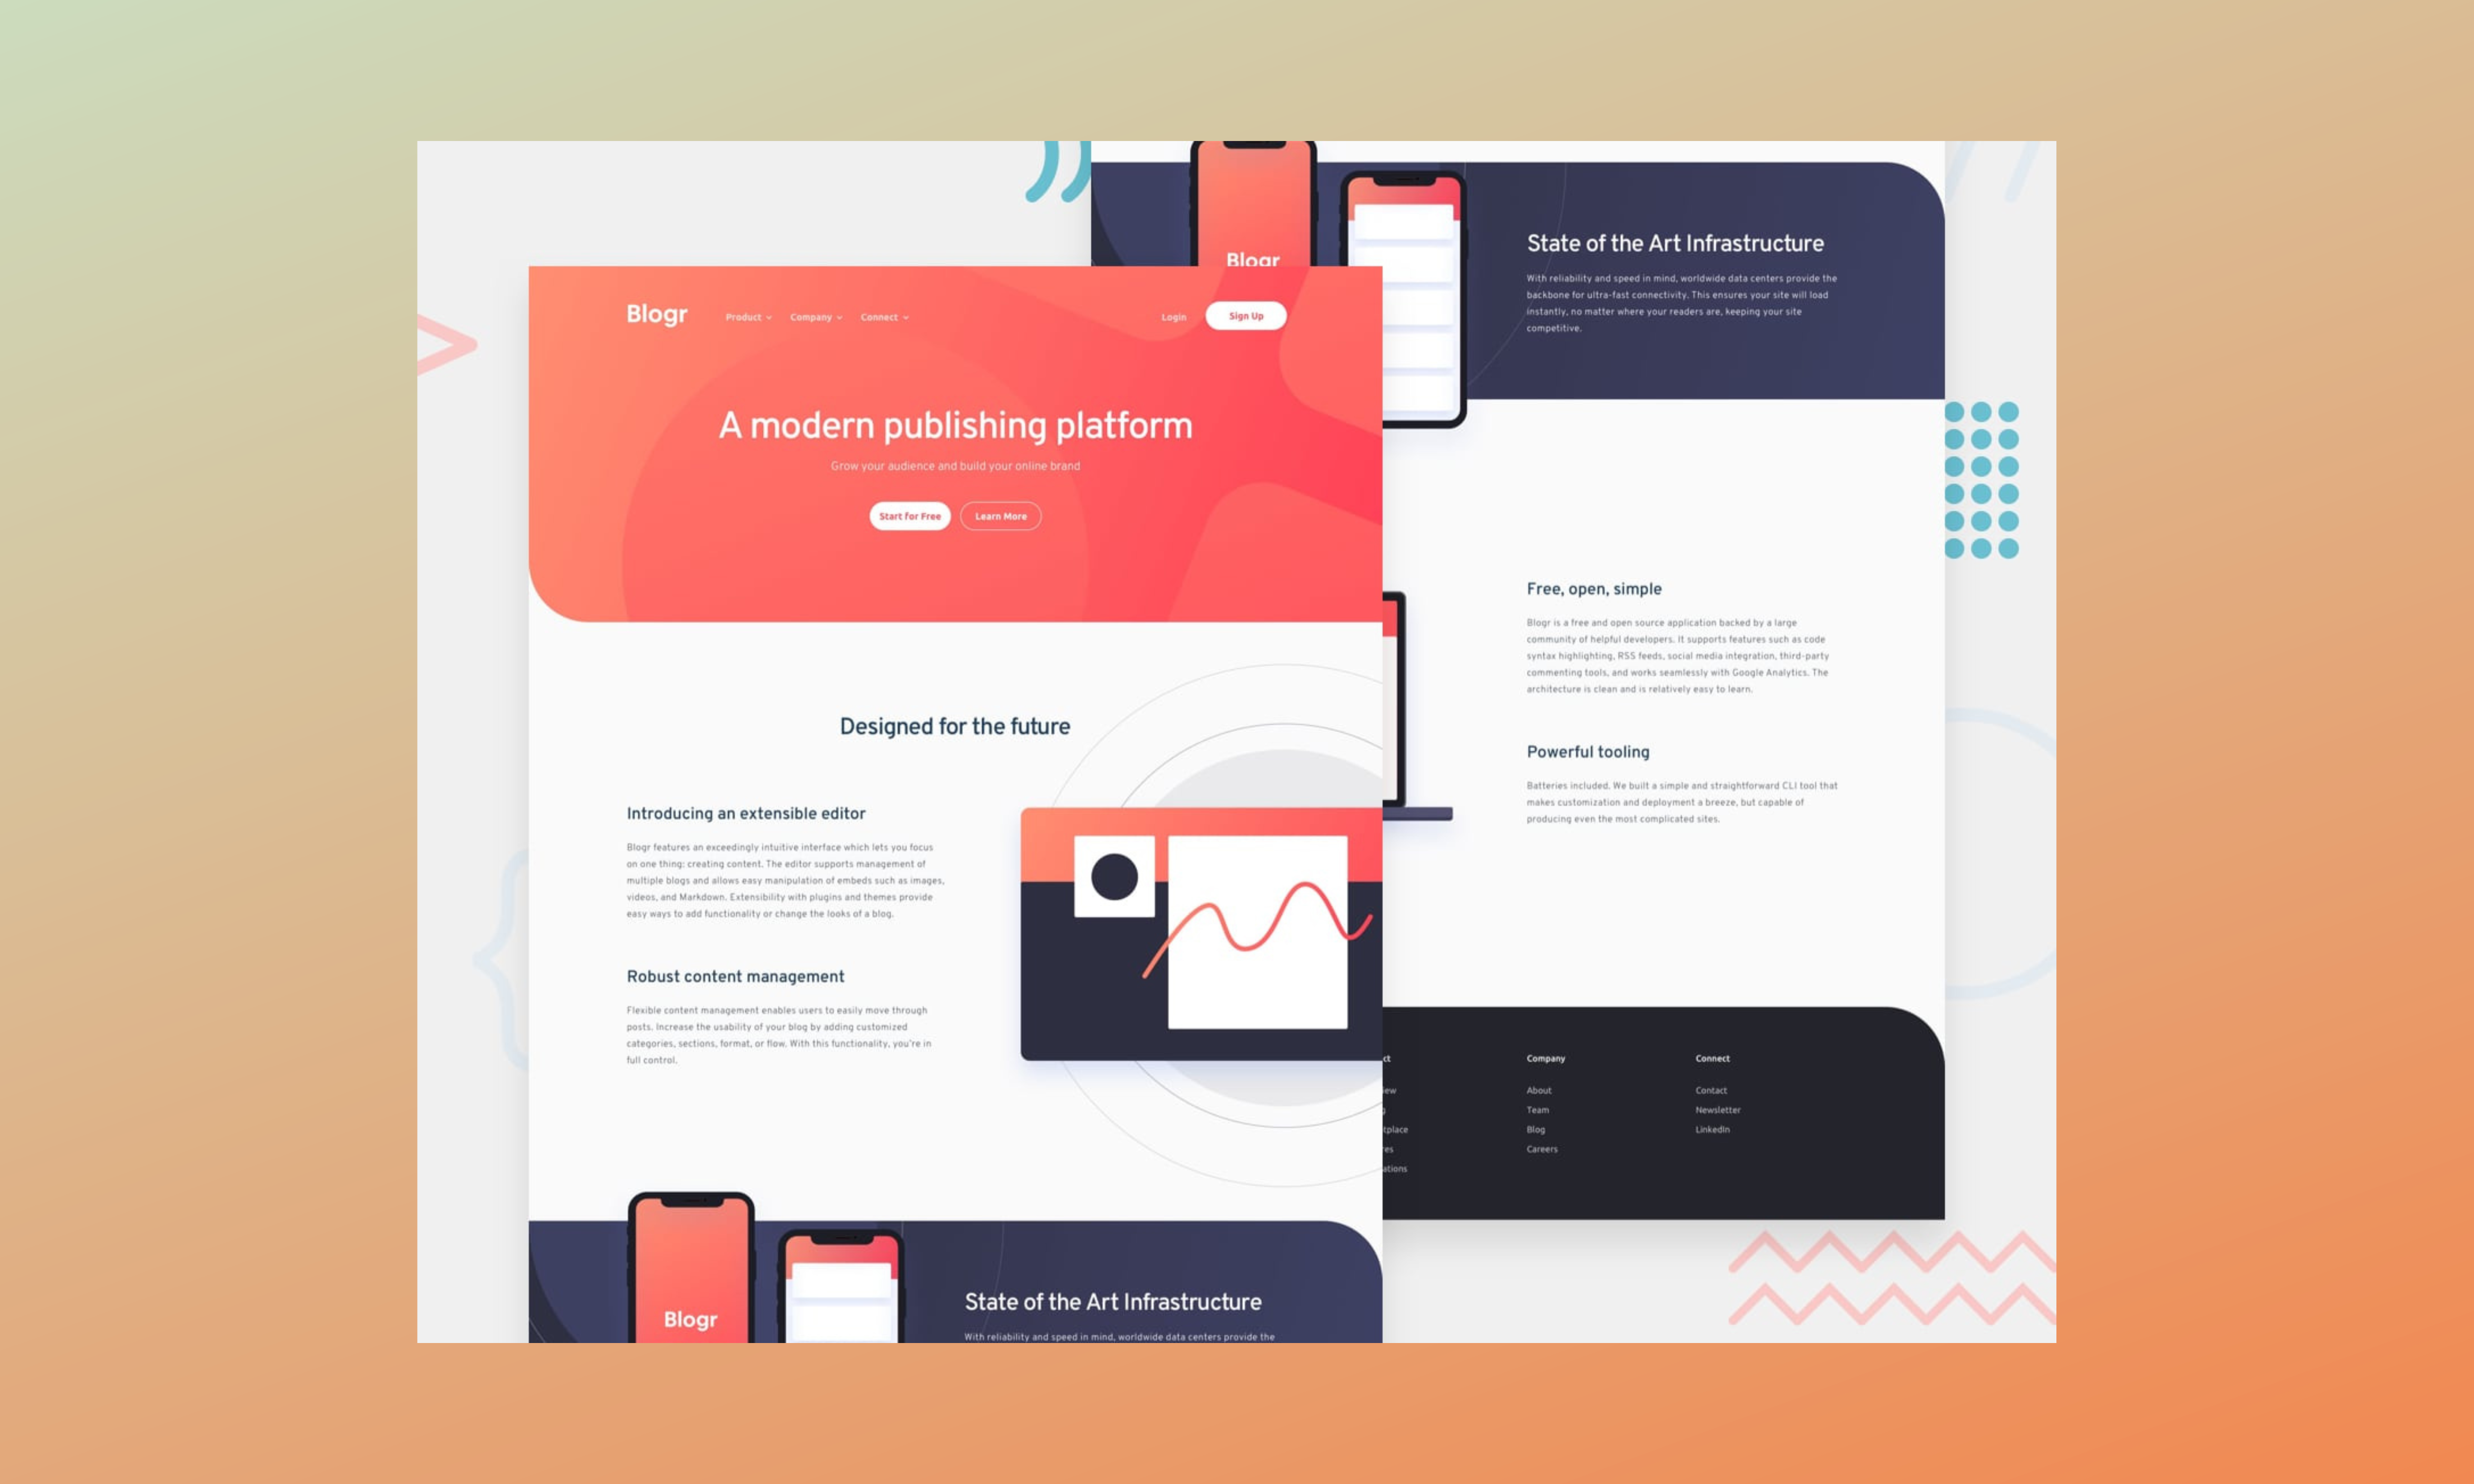 Blogr
Product
Company
Connect
Login
Sign Up
A modern publishing platform
Grow your audience and build your online brand
Start for Free
Learn More
Designed for the future
Introducing an extensible editor
Blogr features an exceedingly intuitive interface which lets you focus
on one thing: creating content. The editor supports management of
multiple blogs and allows easy manipulation of embeds such as images,
videos, and Markdown. Extensibility with plugins and themes provide
easy ways to add functionality or change the looks of a blog.
Robust content management
Flexible content management enables users to easily move through
posts. Increase the usability of your blog by adding customized
categories, sections, format, or flow. With this functionality, you're in
full control.
Blogr
State of the Art Infrastructure
With reliability and speed in mind, worldwide data centers provide the
Blogr
State of the Art Infrastructure
With reliability and speed in mind, worldwide data centers provide the
backbone for ultra-fast connectivity. This ensures your site will load
instantly, no matter where your readers are, keeping your site
competitive.
Free, open, simple
Blogr is a free and open source application backed by a large
community of helpful developers. It supports features such as code
syntax highlighting, RSS feeds, social media integration, third-party
commenting tools, and works seamlessly with Google Analytics. The
architecture is clean and is relatively easy to learn.
Powerful tooling
Batteries included. We built a simple and straightforward CLI tool that
makes customization and deployment a breeze, but capable of
producing even the most complicated sites.
ct
ew
tplace
res
ations
Company
About
Team
Blog
Careers
Connect
Contact
Newsletter
LinkedIn